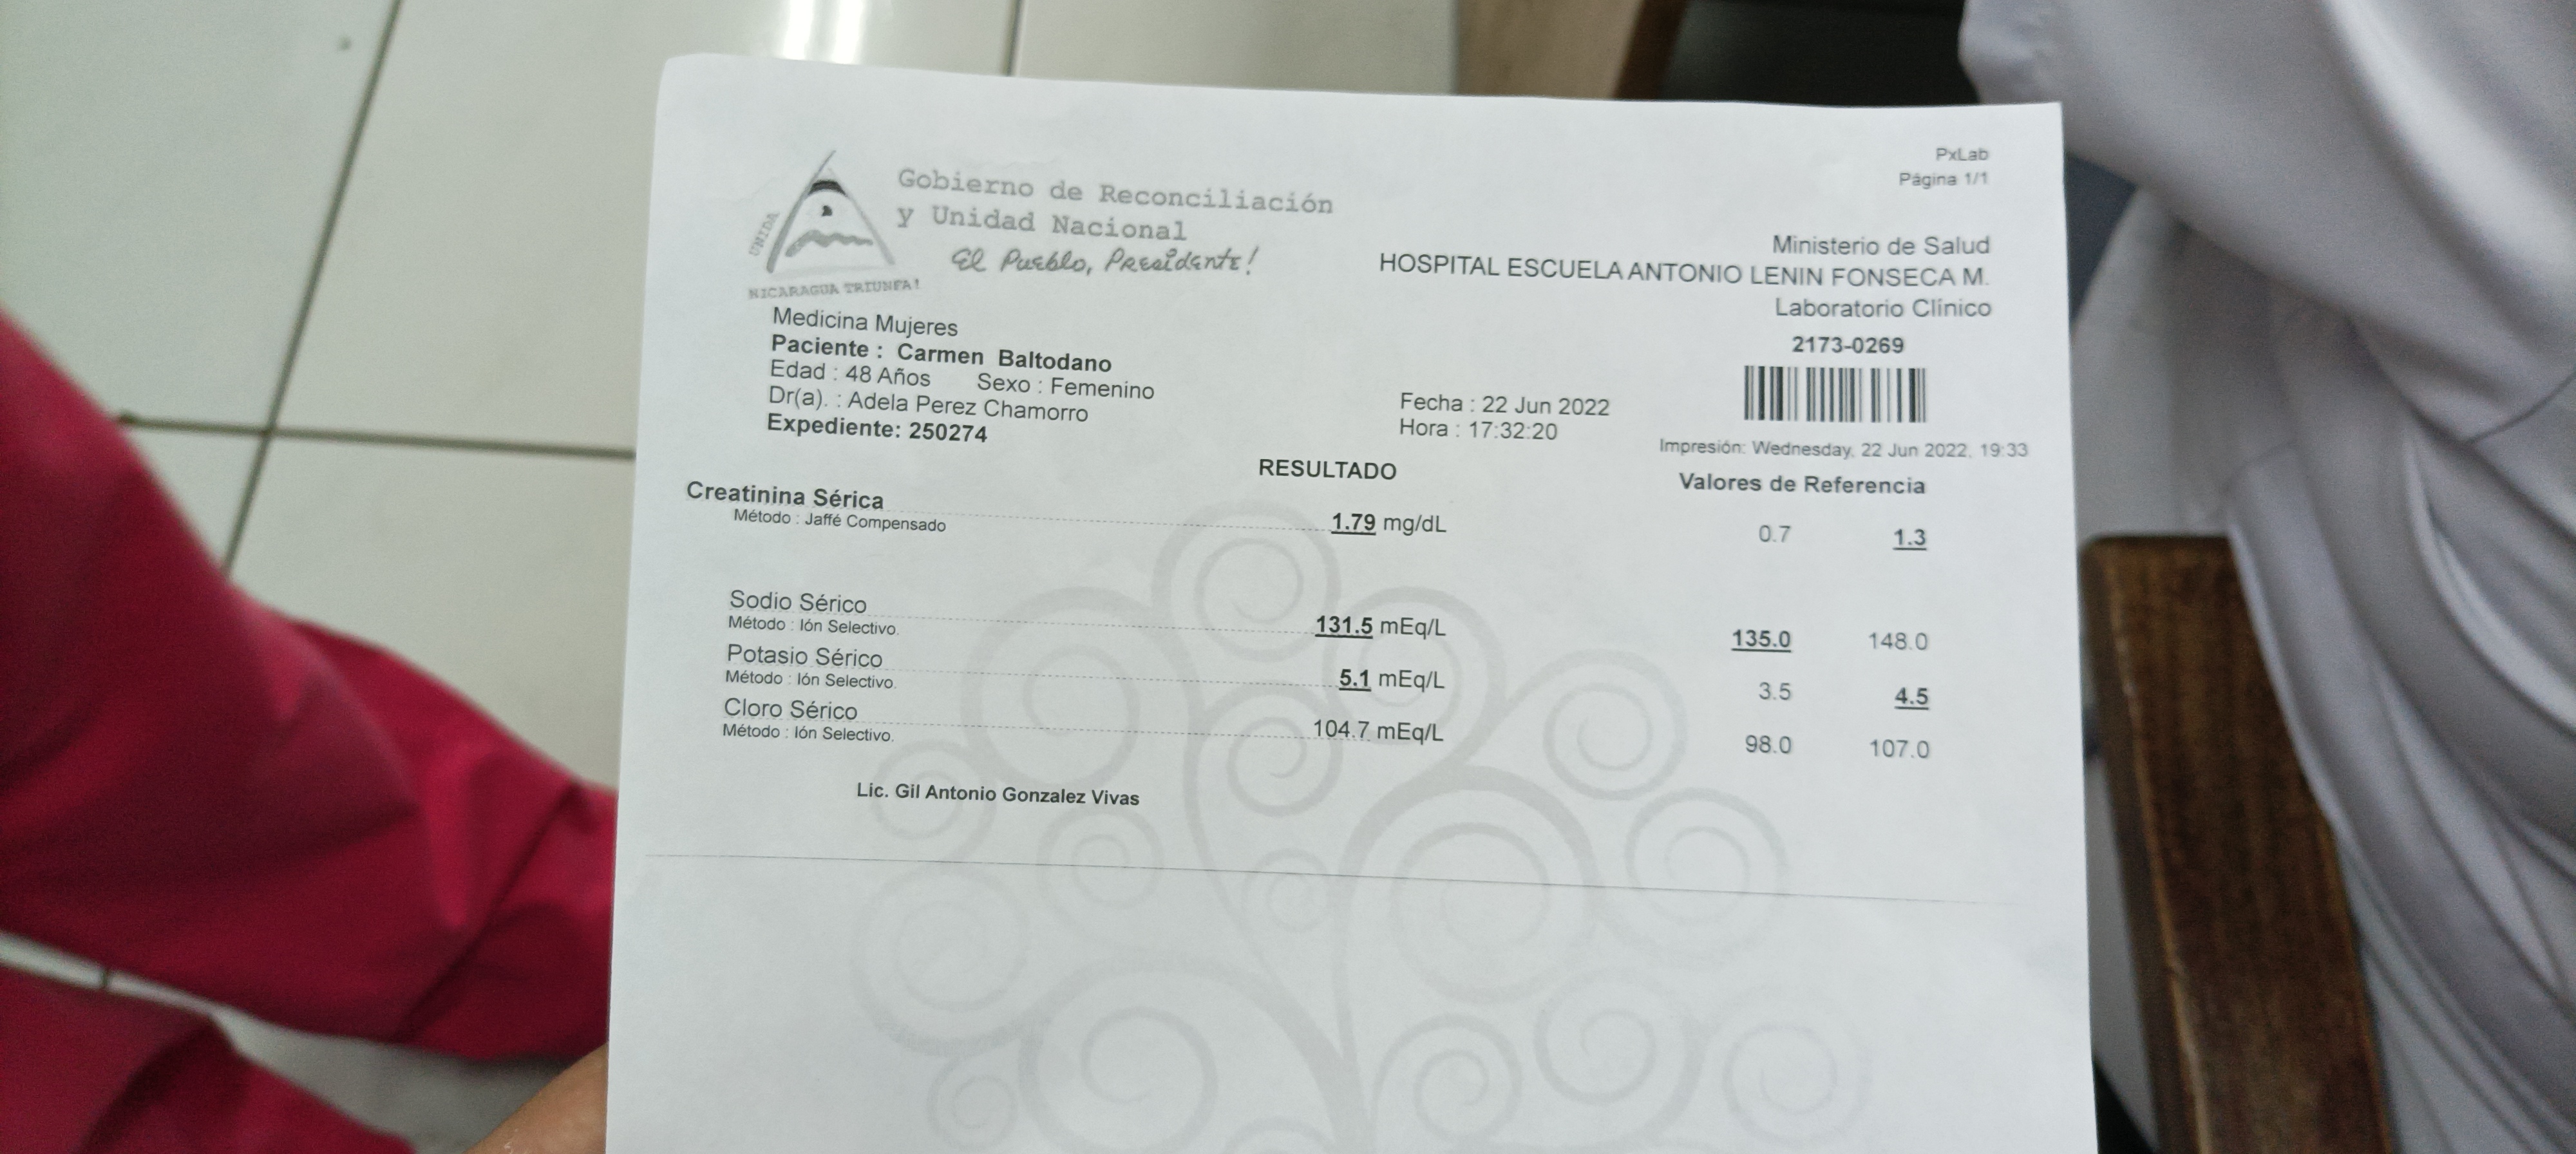 PxLab
Página 1/1
Gobierno de Reconciliación
y Unidad Nacional
El Pueblo, Presidente!
UNIDA
NICARAGUA TRIUNFA!
Ministerio de Salud
HOSPITAL ESCUELA ANTONIO LENIN FONSECA M.
Laboratorio Clínico
2173-0269
Medicina Mujeres
Paciente : Carmen Baltodano
Edad : 48 Años Sexo : Femenino
Dr(a). : Adela Perez Chamorro
Expediente: 250274
Fecha : 22 Jun 2022
Hora : 17:32:20
Impresión: Wednesday, 22 Jun 2022, 19:33
RESULTADO Valores de Referencia
Creatinina Sérica 1.79 mg/dL 0.7 1.3
Método : Jaffé Compensado
Sodio Sérico 131.5 mEq/L 135.0 148.0
Método : Ión Selectivo.
Potasio Sérico 5.1 mEq/L 3.5 4.5
Método : Ión Selectivo.
Cloro Sérico 104.7 mEq/L 98.0 107.0
Método : Ión Selectivo.
Lic. Gil Antonio Gonzalez Vivas